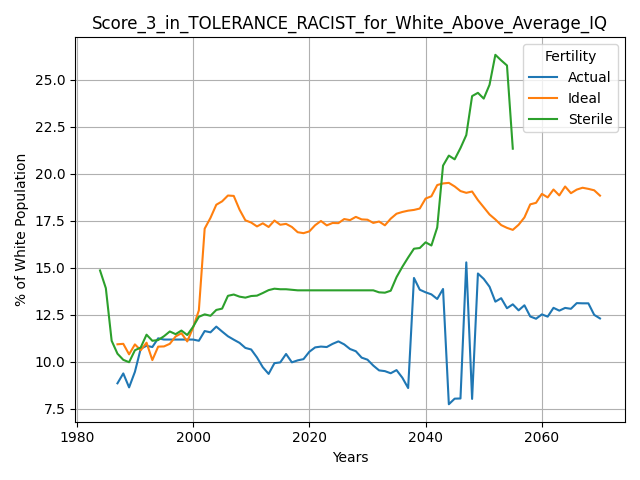 Score_3_in_TOLERANCE_RACIST_for_White_Above_Average_IQ
Fertility
Actual
Ideal
Sterile
% of White Population
25.0
22.5
20.0
17.5
15.0
12.5
10.0
7.5
1980 2000 2020 2040 2060
Years